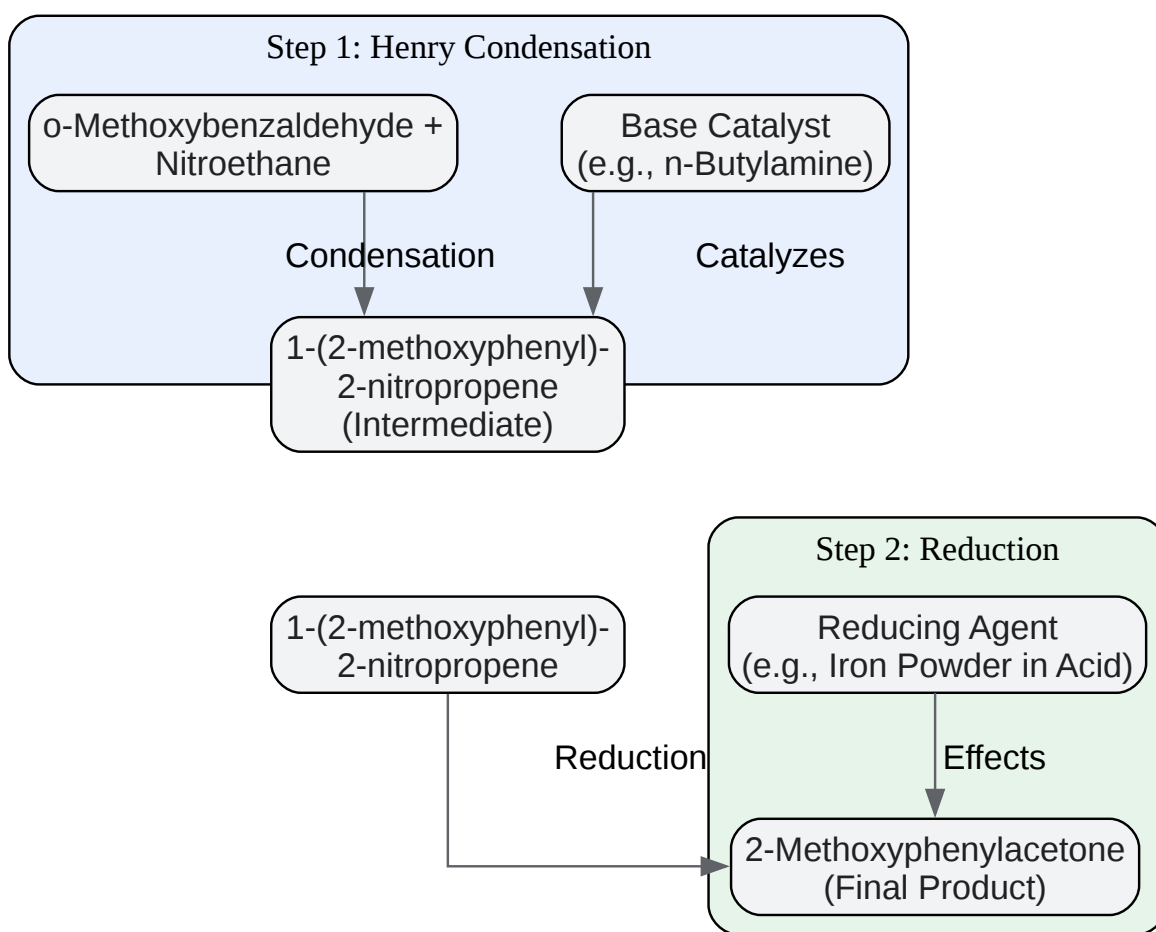 Step 1: Henry Condensation
o-Methoxybenzaldehyde +
Nitroethane
Base Catalyst
(e.g., n-Butylamine)
Condensation
Catalyzes
1-(2-methoxyphenyl)-
2-nitropropene
(Intermediate)
Step 2: Reduction
1-(2-methoxyphenyl)-
2-nitropropene
Reducing Agent
(e.g., Iron Powder in Acid)
Reduction
Effects
2-Methoxyphenylacetone
(Final Product)